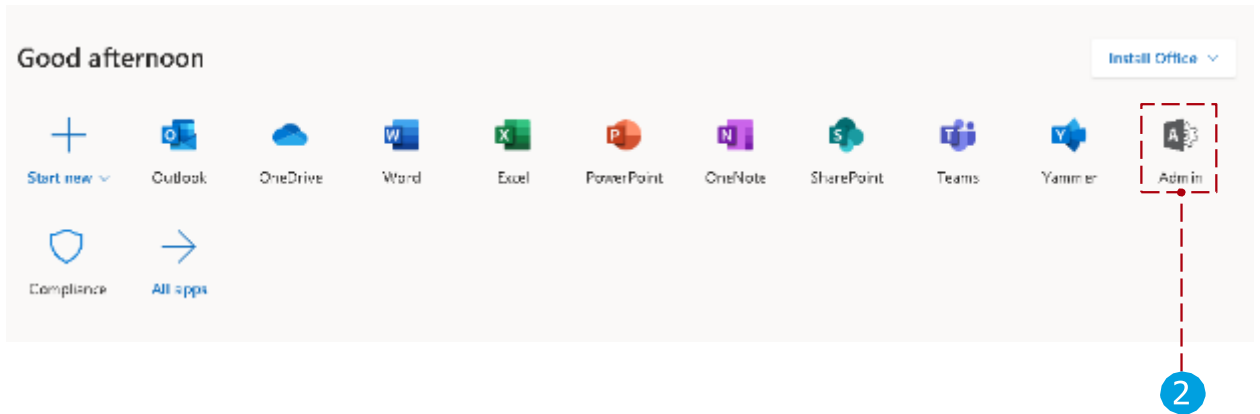 Good afternoon
Install Office
Start new
Outlook
OneDrive
Word
Excel
PowerPoint
OneNote
SharePoint
Teams
Yammer
Admin
Compliance
All apps
2